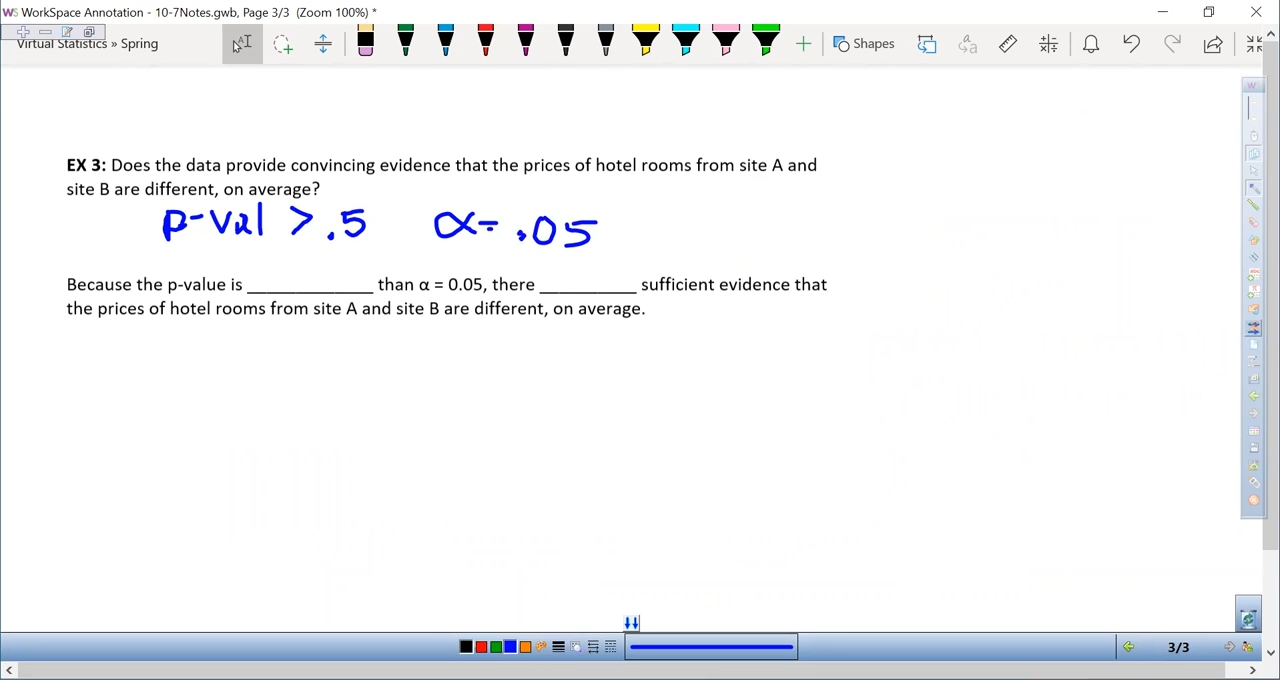 WS WorkSpace Annotation - 10-7Notes.gwb, Page 3/3 (Zoom 100%) *
Virtual Statistics » Spring
Shapes
EX 3: Does the data provide convincing evidence that the prices of hotel rooms from site A and
site B are different, on average?
p-val > .5 α= .05
Because the p-value is _____________ than α = 0.05, there __________ sufficient evidence that
the prices of hotel rooms from site A and site B are different, on average.
3/3